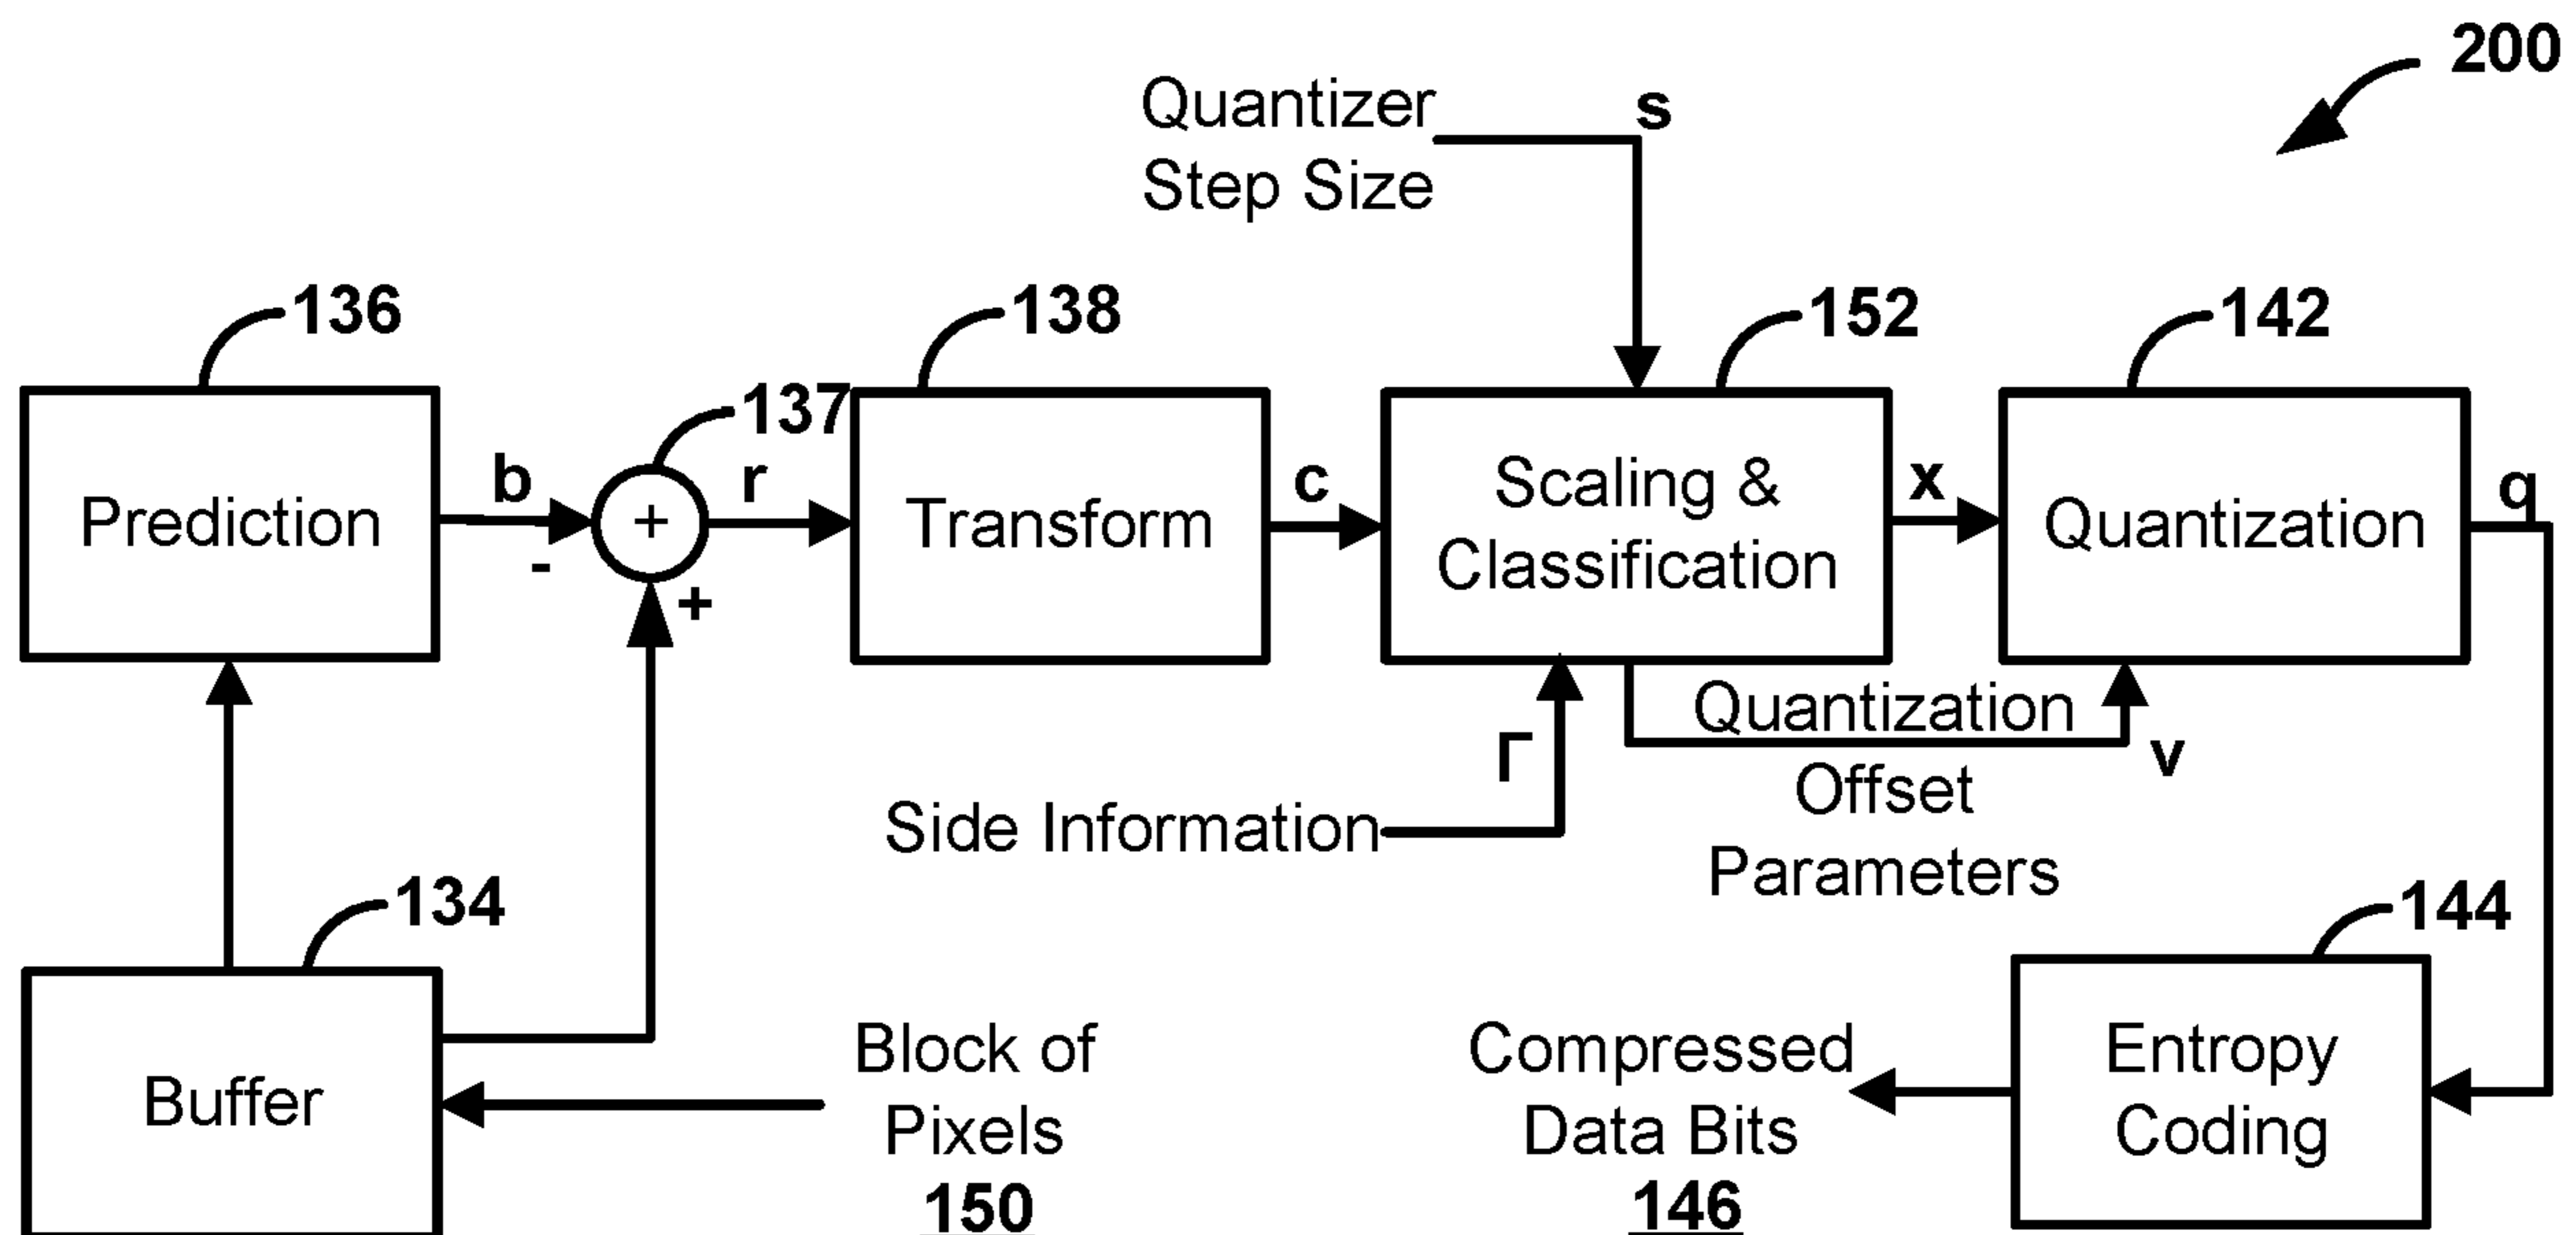 200
Quantizer
Step Size
s
136
138
152
142
137
Prediction
b
-
+
r
Transform
c
Scaling &
Classification
x
Quantization
q
+
Quantization
Offset
Parameters
v
Γ
Side Information
134
144
Buffer
Block of
Pixels
150
Compressed
Data Bits
146
Entropy
Coding